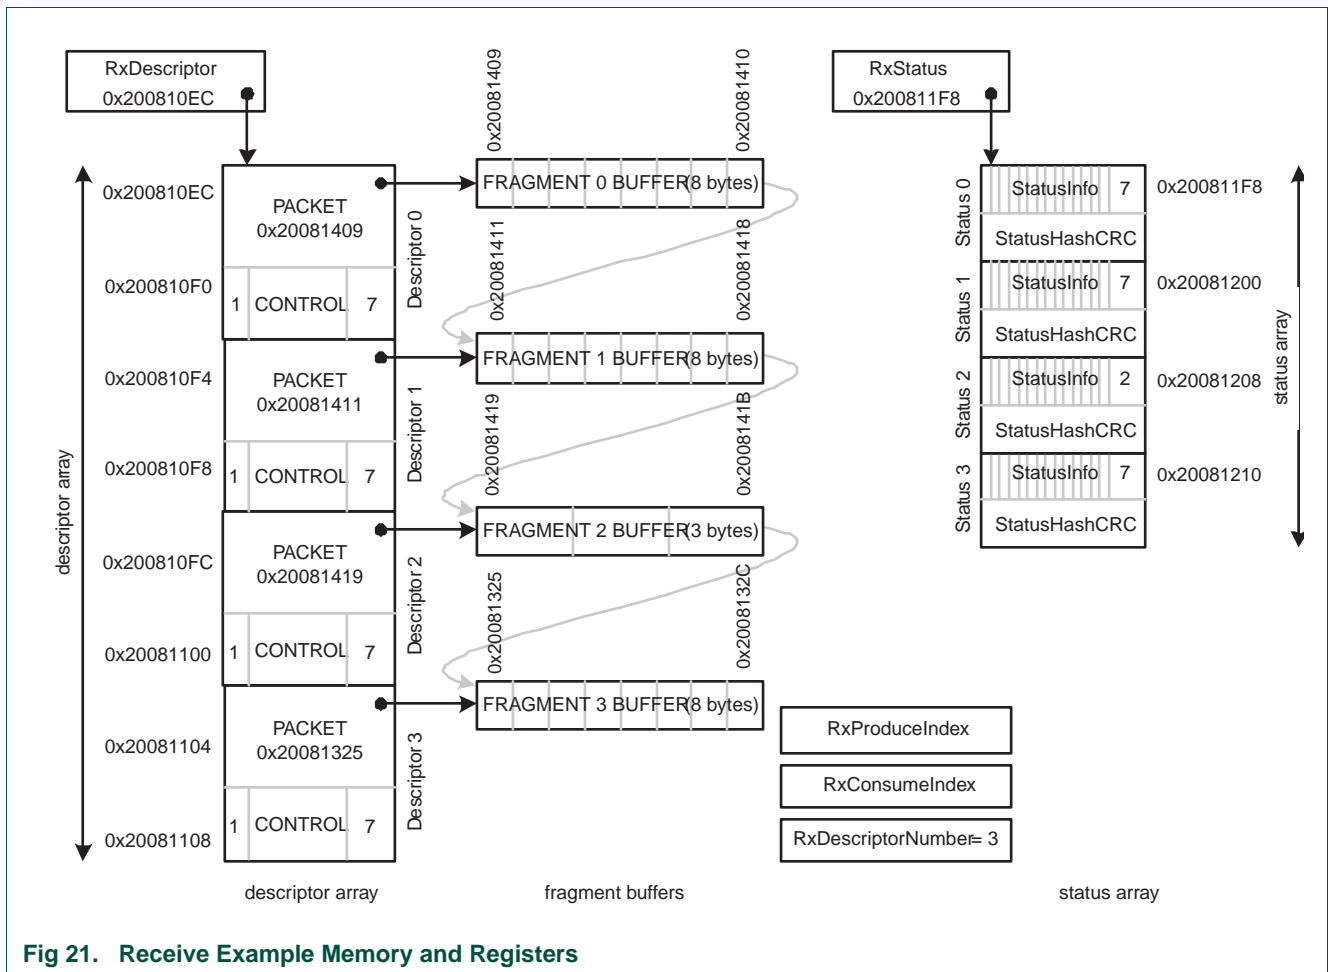 RxDescriptor
0x200810EC
RxStatus
0x200811F8
descriptor array
0x200810EC
0x200810F0
0x200810F4
0x200810F8
0x200810FC
0x20081100
0x20081104
0x20081108
PACKET
0x20081409
1 CONTROL 7
Descriptor 0
PACKET
0x20081411
1 CONTROL 7
Descriptor 1
PACKET
0x20081419
1 CONTROL 7
Descriptor 2
PACKET
0x20081325
1 CONTROL 7
Descriptor 3
0x20081409
0x20081410
FRAGMENT 0 BUFFER(8 bytes)
0x20081411
0x20081418
FRAGMENT 1 BUFFER(8 bytes)
0x20081419
0x2008141B
FRAGMENT 2 BUFFER(3 bytes)
0x20081325
0x2008132C
FRAGMENT 3 BUFFER(8 bytes)
Status 0
StatusInfo 7
0x200811F8
StatusHashCRC
Status 1
StatusInfo 7
0x20081200
StatusHashCRC
Status 2
StatusInfo 2
0x20081208
StatusHashCRC
Status 3
StatusInfo 7
0x20081210
StatusHashCRC
status array
RxProduceIndex
RxConsumeIndex
RxDescriptorNumber= 3
descriptor array
fragment buffers
status array
Fig 21. Receive Example Memory and Registers